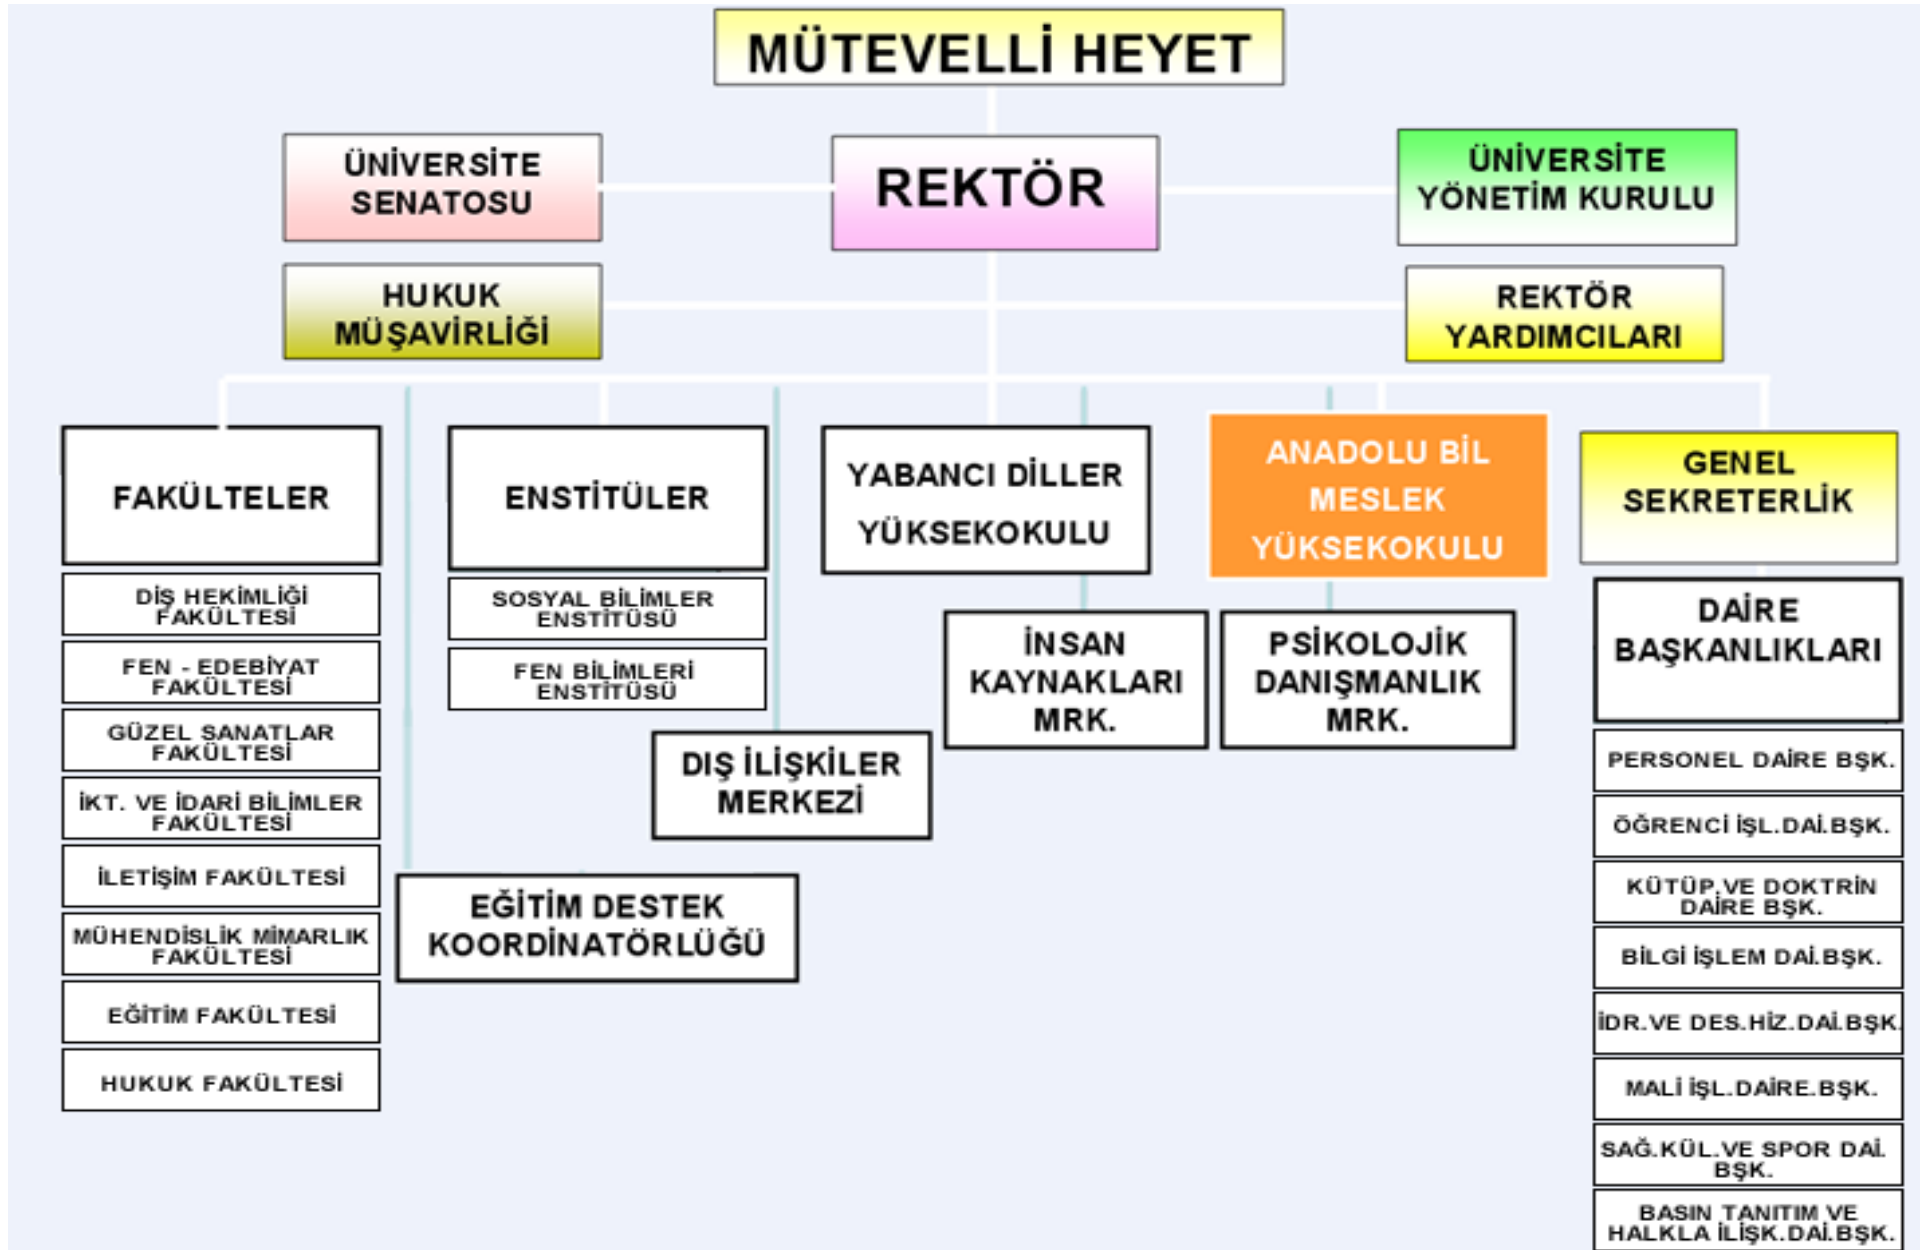 MÜTEVELLİ HEYET
ÜNİVERSİTE
SENATOSU
REKTÖR
ÜNİVERSİTE
YÖNETİM KURULU
HUKUK
MÜŞAVİRLİĞİ
REKTÖR
YARDIMCILARI
FAKÜLTELER
DİŞ HEKİMLİĞİ
FAKÜLTESİ
FEN - EDEBİYAT
FAKÜLTESİ
GÜZEL SANATLAR
FAKÜLTESİ
İKT. VE İDARİ BİLİMLER
FAKÜLTESİ
İLETİŞİM FAKÜLTESİ
MÜHENDİSLİK MİMARLIK
FAKÜLTESİ
EĞİTİM FAKÜLTESİ
HUKUK FAKÜLTESİ
ENSTİTÜLER
SOSYAL BİLİMLER
ENSTİTÜSÜ
FEN BİLİMLERİ
ENSTİTÜSÜ
YABANCI DİLLER
YÜKSEKOKULU
ANADOLU BİL
MESLEK
YÜKSEKOKULU
GENEL
SEKRETERLİK
İNSAN
KAYNAKLARI
MRK.
PSİKOLOJİK
DANIŞMANLIK
MRK.
DIŞ İLİŞKİLER
MERKEZİ
EĞİTİM DESTEK
KOORDİNATÖRLÜĞÜ
DAİRE
BAŞKANLIKLARI
PERSONEL DAİRE BŞK.
ÖĞRENCİ İŞL.DAİ.BŞK.
KÜTÜP.VE DOKTRİN
DAİRE BŞK.
BİLGİ İŞLEM DAİ.BŞK.
İDR.VE DES.HİZ.DAİ.BŞK.
MALİ İŞL.DAİRE.BŞK.
SAĞ.KÜL.VE SPOR DAİ.
BŞK.
BASIN TANITIM VE
HALKLA İLİŞK.DAİ.BŞK.